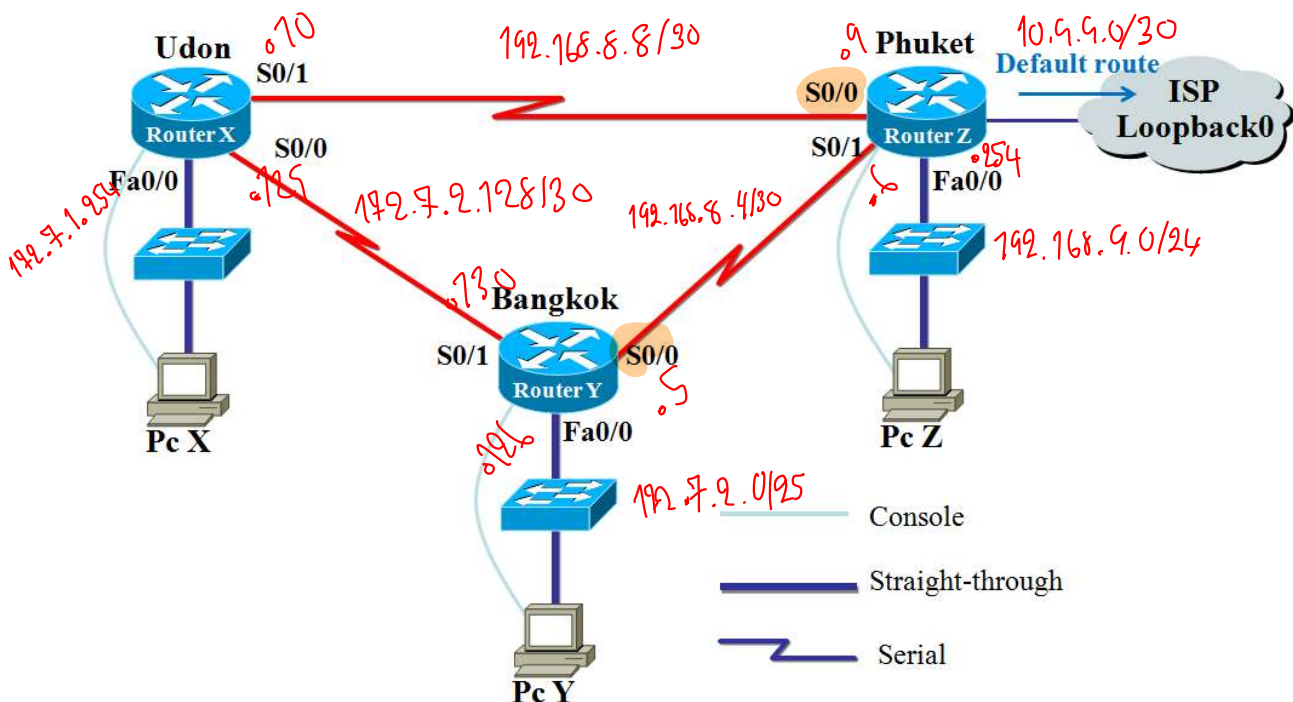 Udon
.10
192.168.8.8/30
.9
Phuket
10.9.9.0/30
Default route
S0/1
S0/0
ISP
Loopback0
Router X
Router Z
S0/0
S0/1
.254
Fa0/0
Fa0/0
.6
172.7.1.254
172.7.2.128/30
192.168.8.4/30
192.168.9.0/24
.130
Bangkok
S0/1
S0/0
Router Y
.5
Pc X
Fa0/0
Pc Z
.126
172.7.2.0/25
Console
Straight-through
Serial
Pc Y